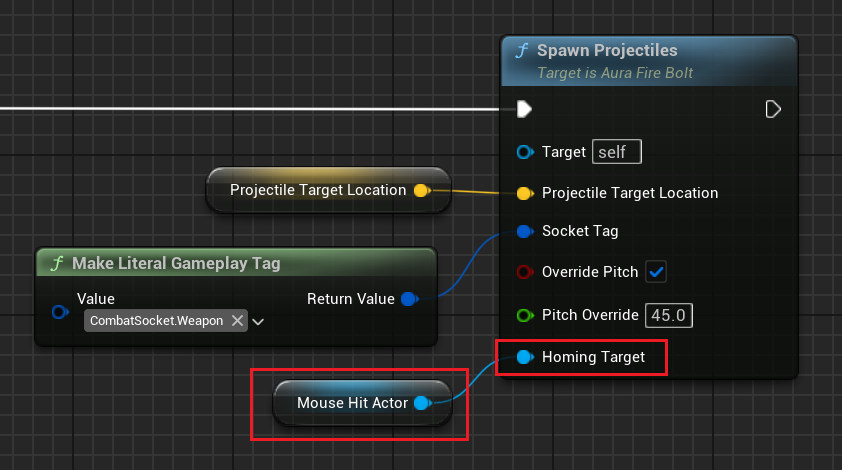 f Spawn Projectiles
Target is Aura Fire Bolt
Target self
Projectile Target Location
Projectile Target Location
Socket Tag
f Make Literal Gameplay Tag
Override Pitch
Value
Return Value
CombatSocket.Weapon
Pitch Override 45.0
Homing Target
Mouse Hit Actor